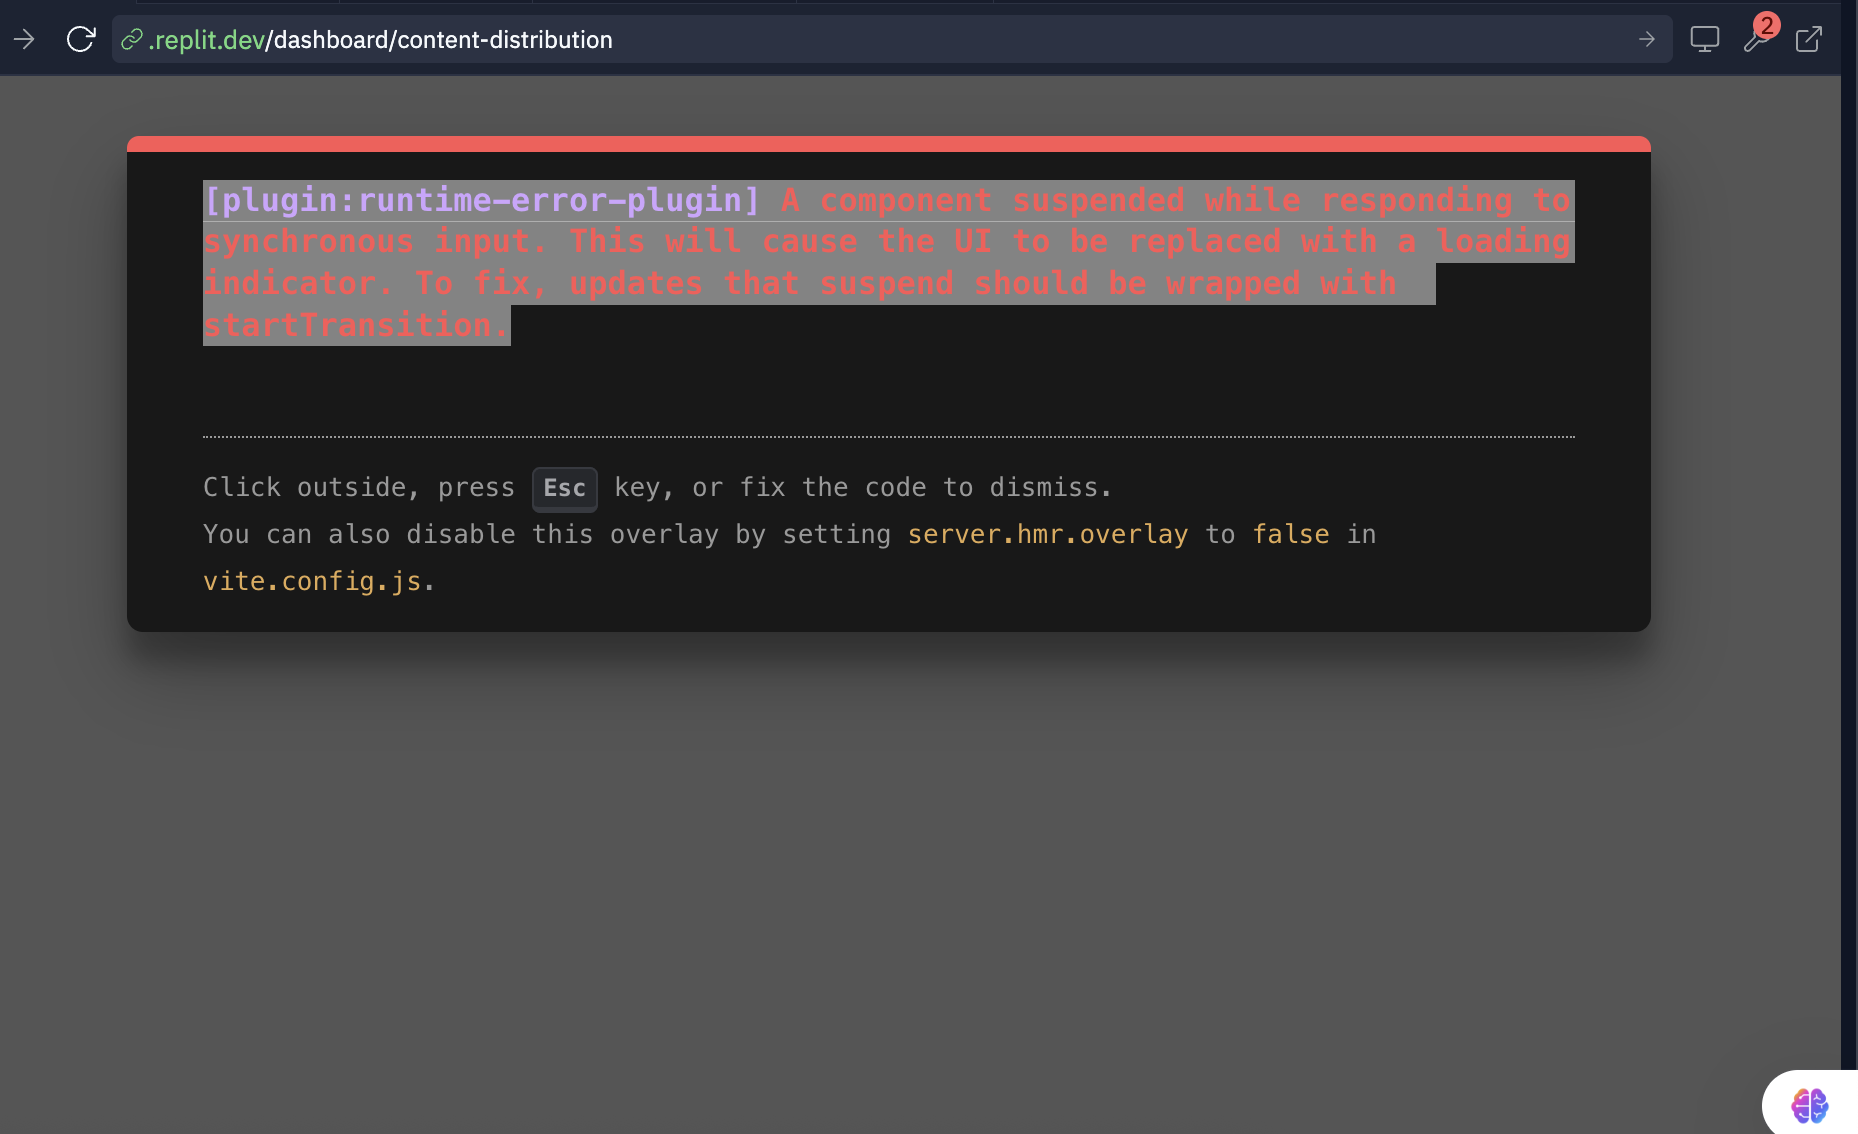 .replit.dev/dashboard/content-distribution
2
[plugin:runtime-error-plugin] A component suspended while responding to
synchronous input. This will cause the UI to be replaced with a loading
indicator. To fix, updates that suspend should be wrapped with
startTransition.
Click outside, press Esc key, or fix the code to dismiss.
You can also disable this overlay by setting server.hmr.overlay to false in
vite.config.js.